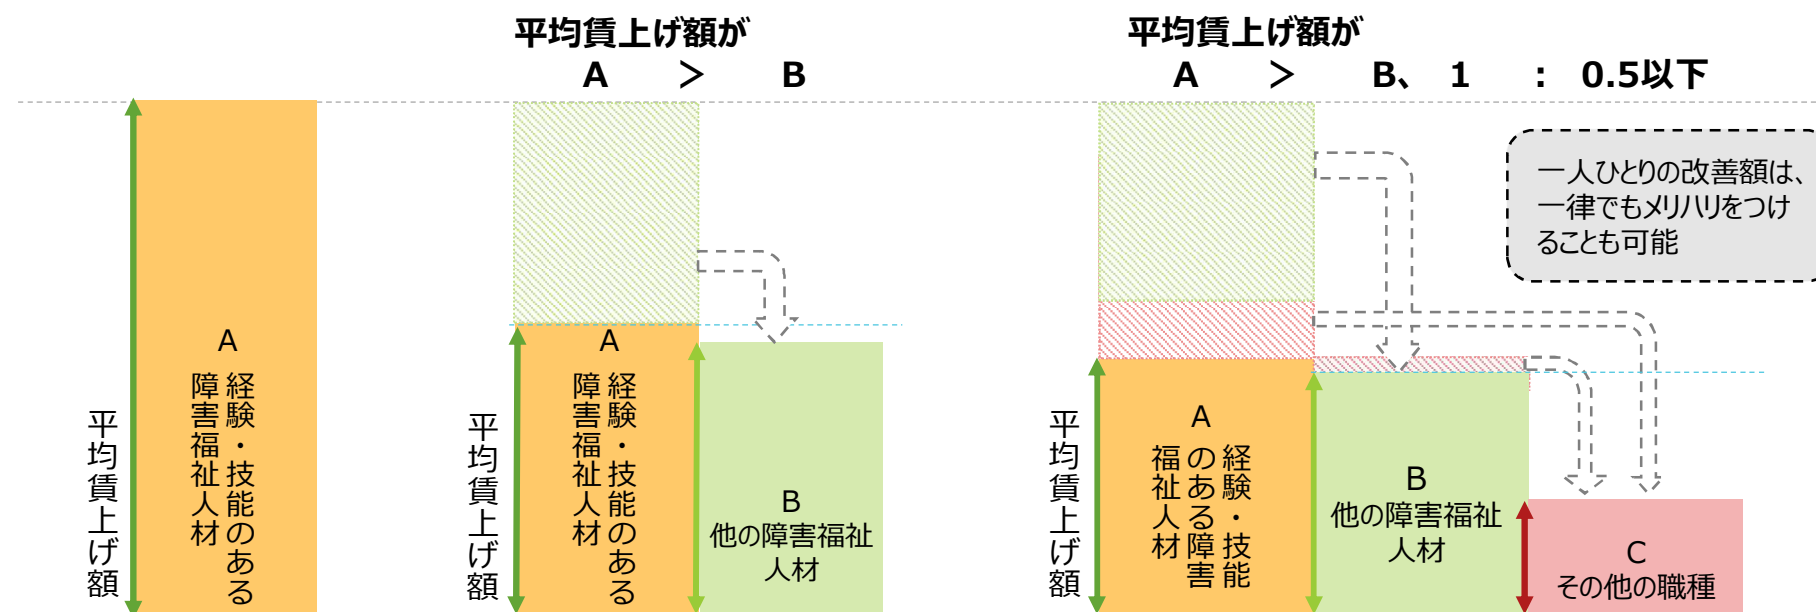 平均賃上げ額が
A ＞ B
平均賃上げ額が
A ＞ B、 1 : 0.5以下
一人ひとりの改善額は、
一律でもメリハリをつけ
ることも可能
平均賃上げ額
A
経験・技能のある
障害福祉人材
平均賃上げ額
A
経験・技能のある
障害福祉人材
B
他の障害福祉
人材
平均賃上げ額
A
経験・技能
のある障害
福祉人材
B
他の障害福祉
人材
C
その他の職種